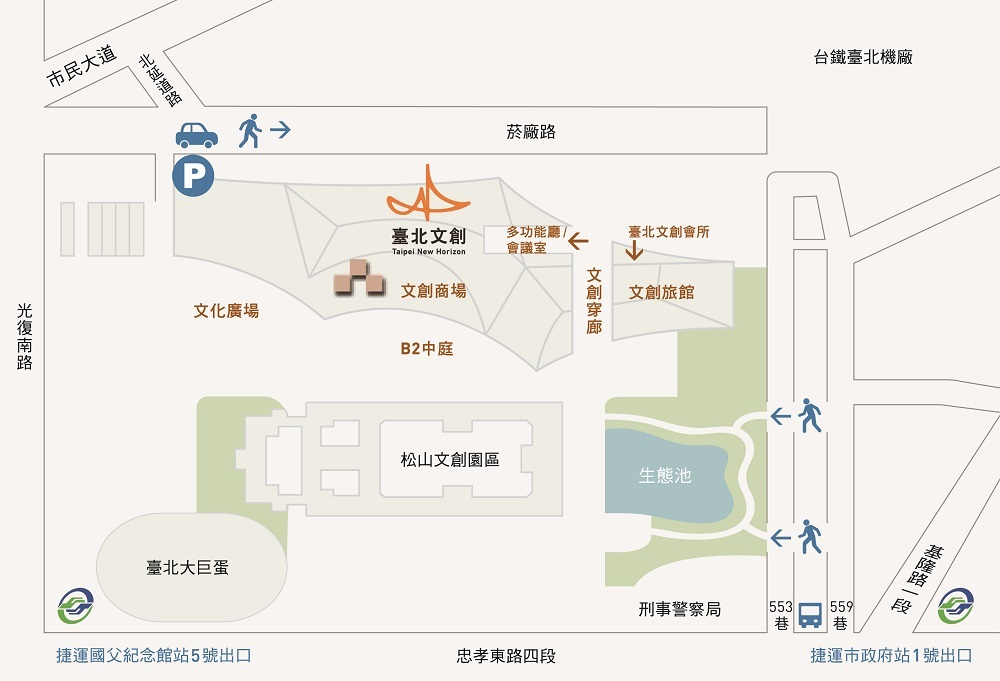 市民大道
北延道路
台鐵臺北機廠
菸廠路
P
臺北文創
Taipei New Horizon
多功能廳/
會議室
臺北文創會所
文創商場
文創穿廊
文創旅館
文化廣場
B2中庭
光復南路
松山文創園區
生態池
臺北大巨蛋
刑事警察局
553
巷
559
巷
基隆路一段
捷運國父紀念館站5號出口
忠孝東路四段
捷運市政府站1號出口